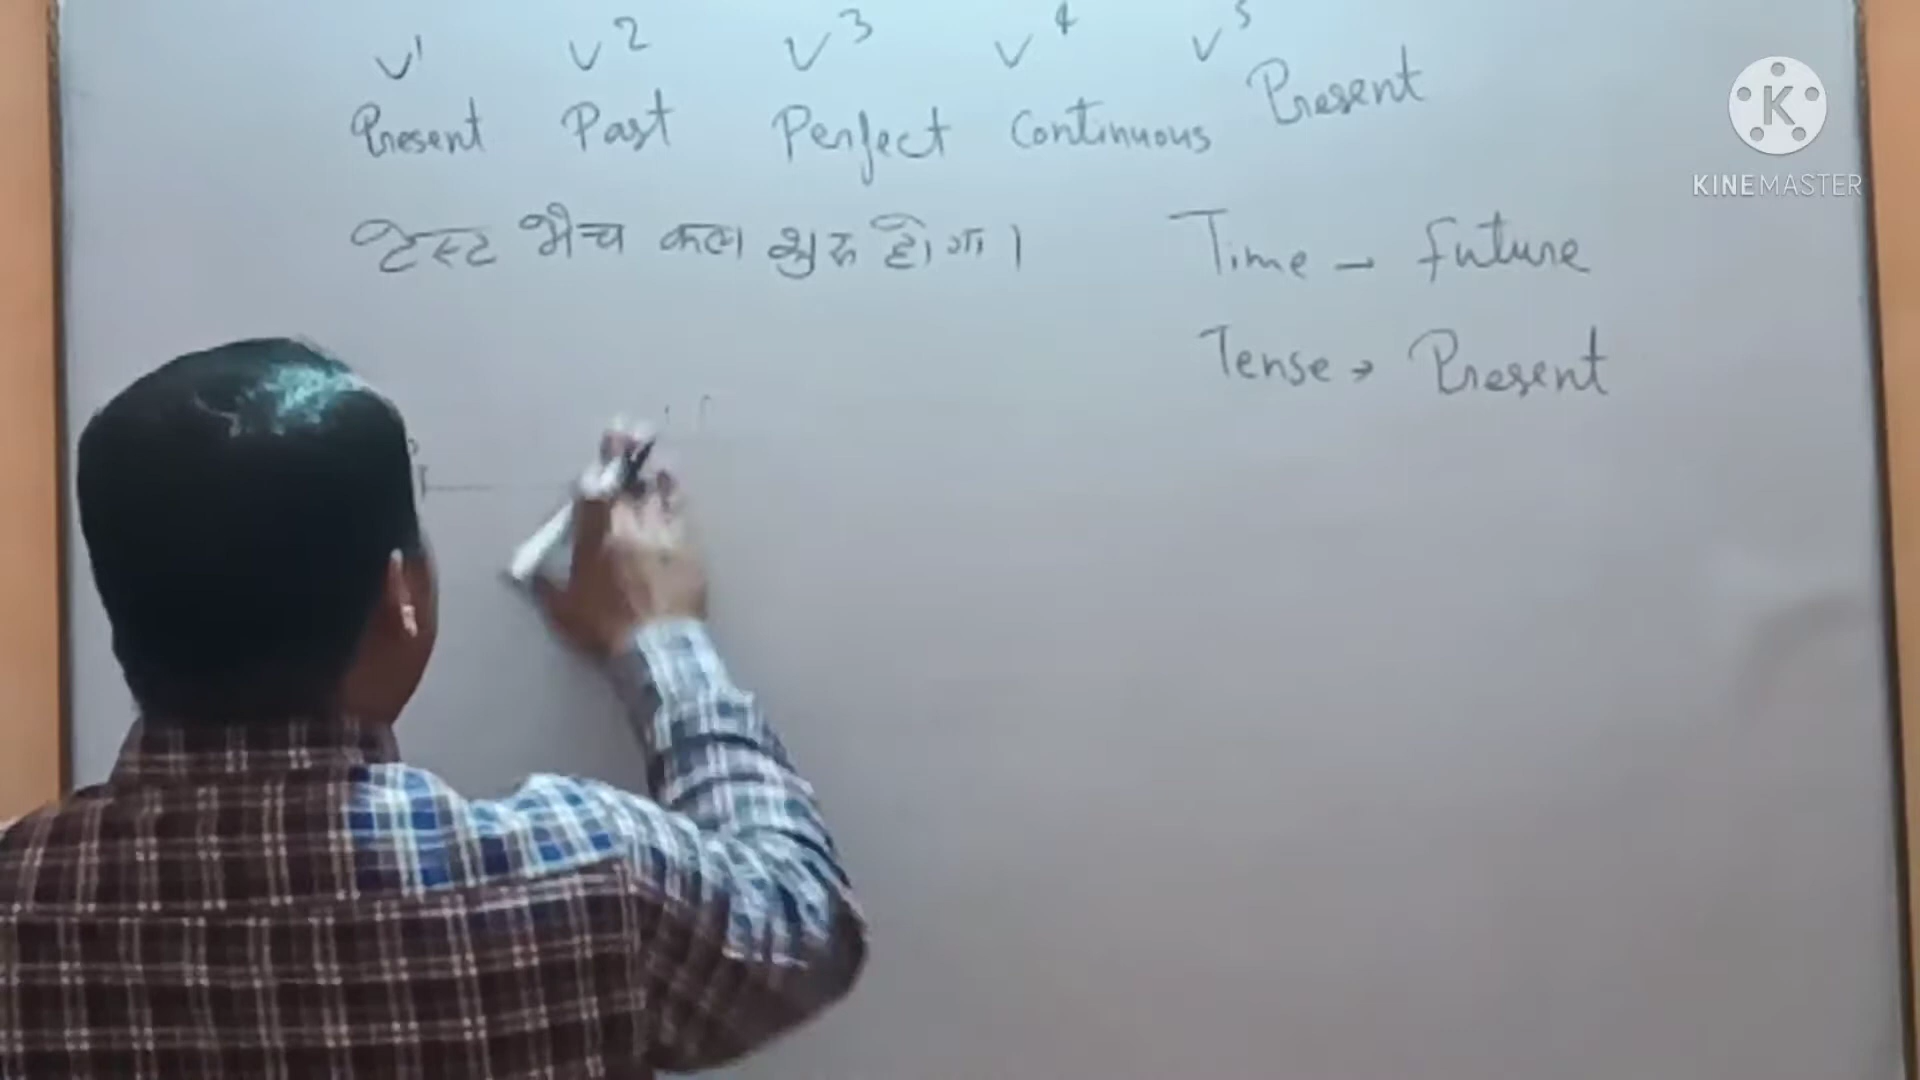 V¹ V² V³ V⁴ V⁵
Present Past Perfect Continuous Present
टेस्ट मैच कल शुरू होगा।
Time - future
Tense → Present
K
KINEMASTER